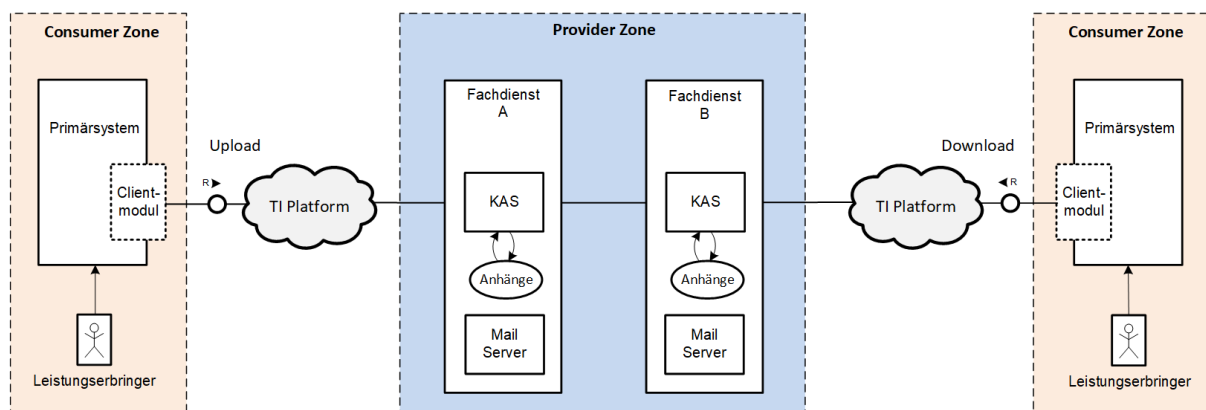 Consumer Zone
Primärsystem
Client-
modul
Leistungserbringer
Upload
R
TI Platform
Provider Zone
Fachdienst
A
KAS
Anhänge
Mail
Server
Fachdienst
B
KAS
Anhänge
Mail
Server
TI Platform
Download
R
Consumer Zone
Primärsystem
Client-
modul
Leistungserbringer